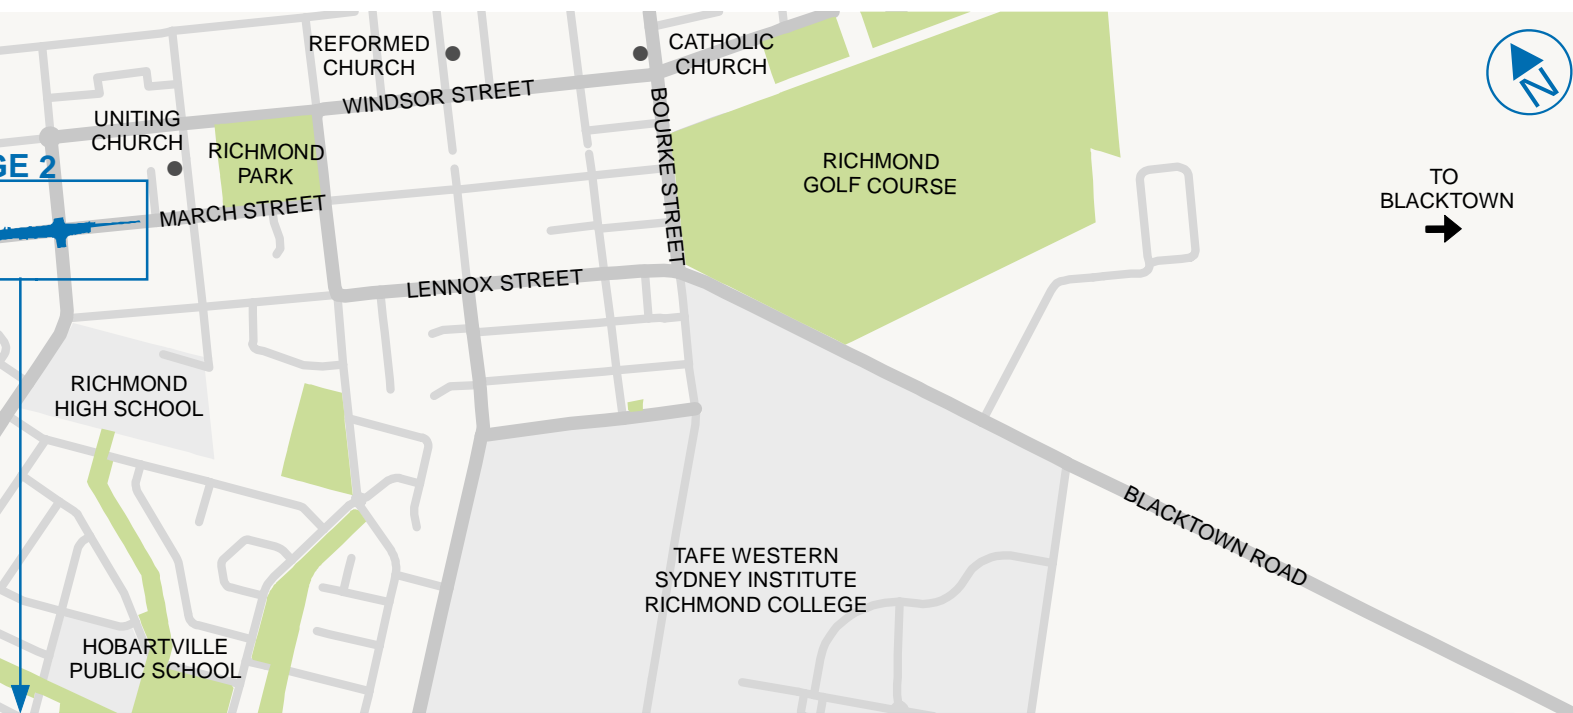 REFORMED
CHURCH
CATHOLIC
CHURCH
WINDSOR STREET
UNITING
CHURCH
RICHMOND
PARK
BOURKE STREET
RICHMOND
GOLF COURSE
N
TO
BLACKTOWN
GE 2
MARCH STREET
LENNOX STREET
RICHMOND
HIGH SCHOOL
BLACKTOWN ROAD
TAFE WESTERN
SYDNEY INSTITUTE
RICHMOND COLLEGE
HOBARTVILLE
PUBLIC SCHOOL